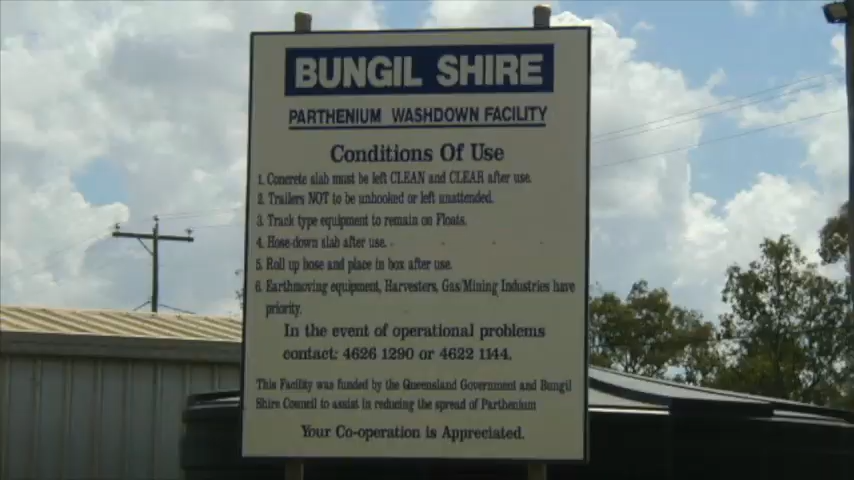 BUNGIL SHIRE
PARTHENIUM WASHDOWN FACILITY
Conditions Of Use
1. Concrete slab must be left CLEAN and CLEAR after use.
2. Trailers NOT to be unhooked or left unattended.
3. Track type equipment to remain on Floats.
4. Hose-down slab after use.
5. Roll up hose and place in box after use.
6. Earthmoving equipment, Harvesters, Gas/Mining Industries have
priority.
In the event of operational problems
contact: 4626 1290 or 4622 1144.
This Facility was funded by the Queensland Government and Bungil
Shire Council to assist in reducing the spread of Parthenium
Your Co-operation is Appreciated.